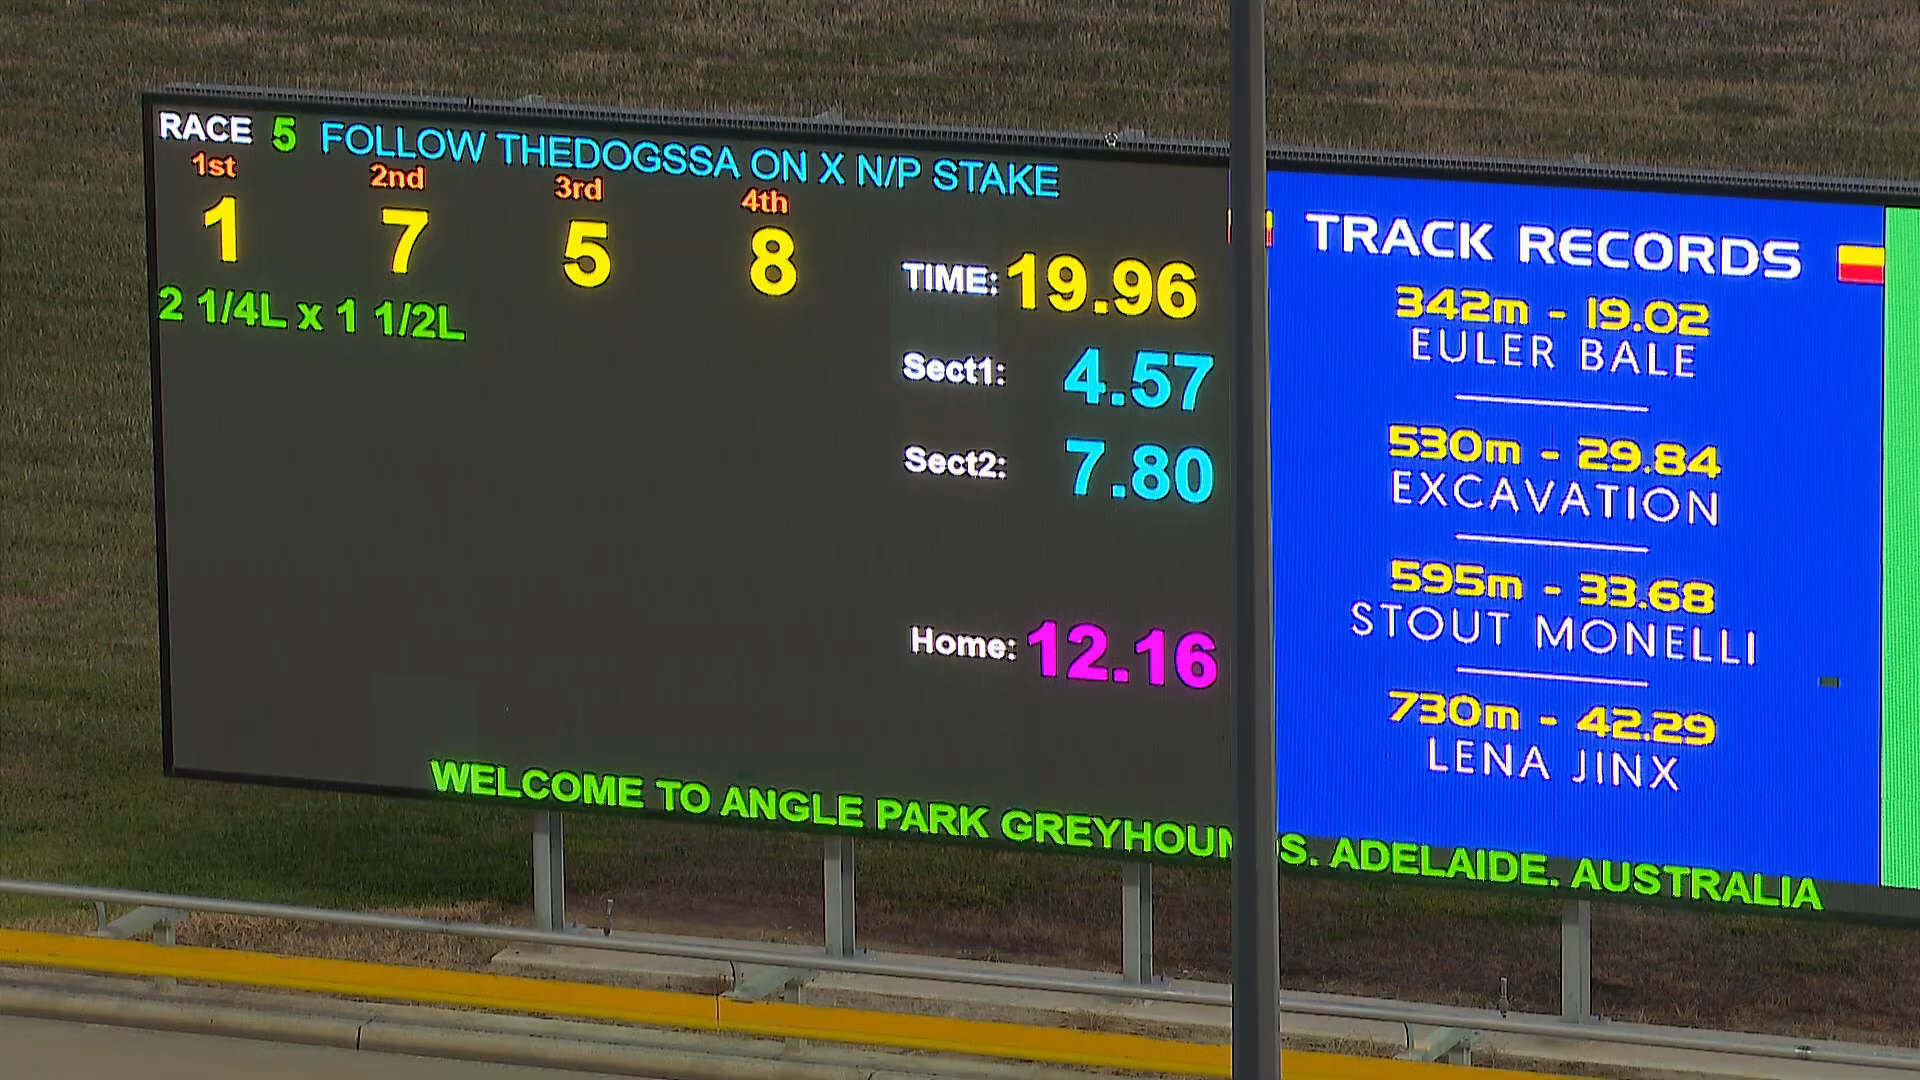 RACE 5 FOLLOW THEDOGSSA ON X N/P STAKE
1st 2nd 3rd 4th
1 7 5 8
2 1/4L x 1 1/2L
TIME: 19.96
Sect1: 4.57
Sect2: 7.80
Home: 12.16
TRACK RECORDS
342m - 19.02
EULER BALE
530m - 29.84
EXCAVATION
595m - 33.68
STOUT MONELLI
730m - 42.29
LENA JINX
WELCOME TO ANGLE PARK GREYHOUNDS. ADELAIDE. AUSTRALIA